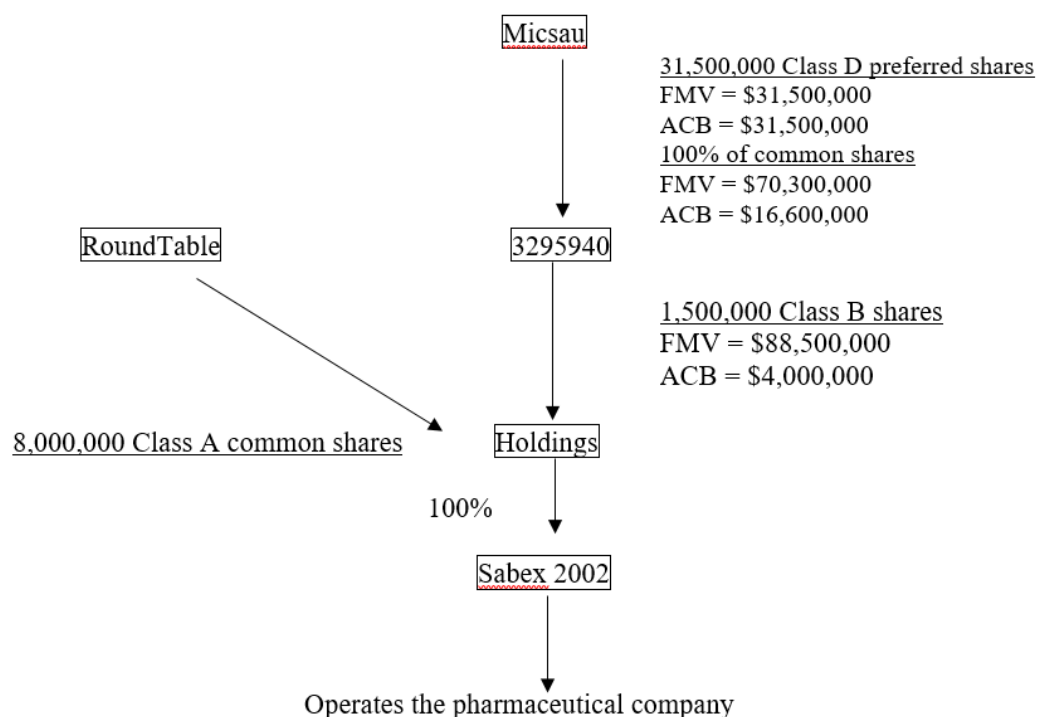 Micsau
31,500,000 Class D preferred shares
FMV = $31,500,000
ACB = $31,500,000
100% of common shares
FMV = $70,300,000
ACB = $16,600,000
RoundTable
3295940
1,500,000 Class B shares
FMV = $88,500,000
ACB = $4,000,000
8,000,000 Class A common shares
Holdings
100%
Sabex 2002
Operates the pharmaceutical company